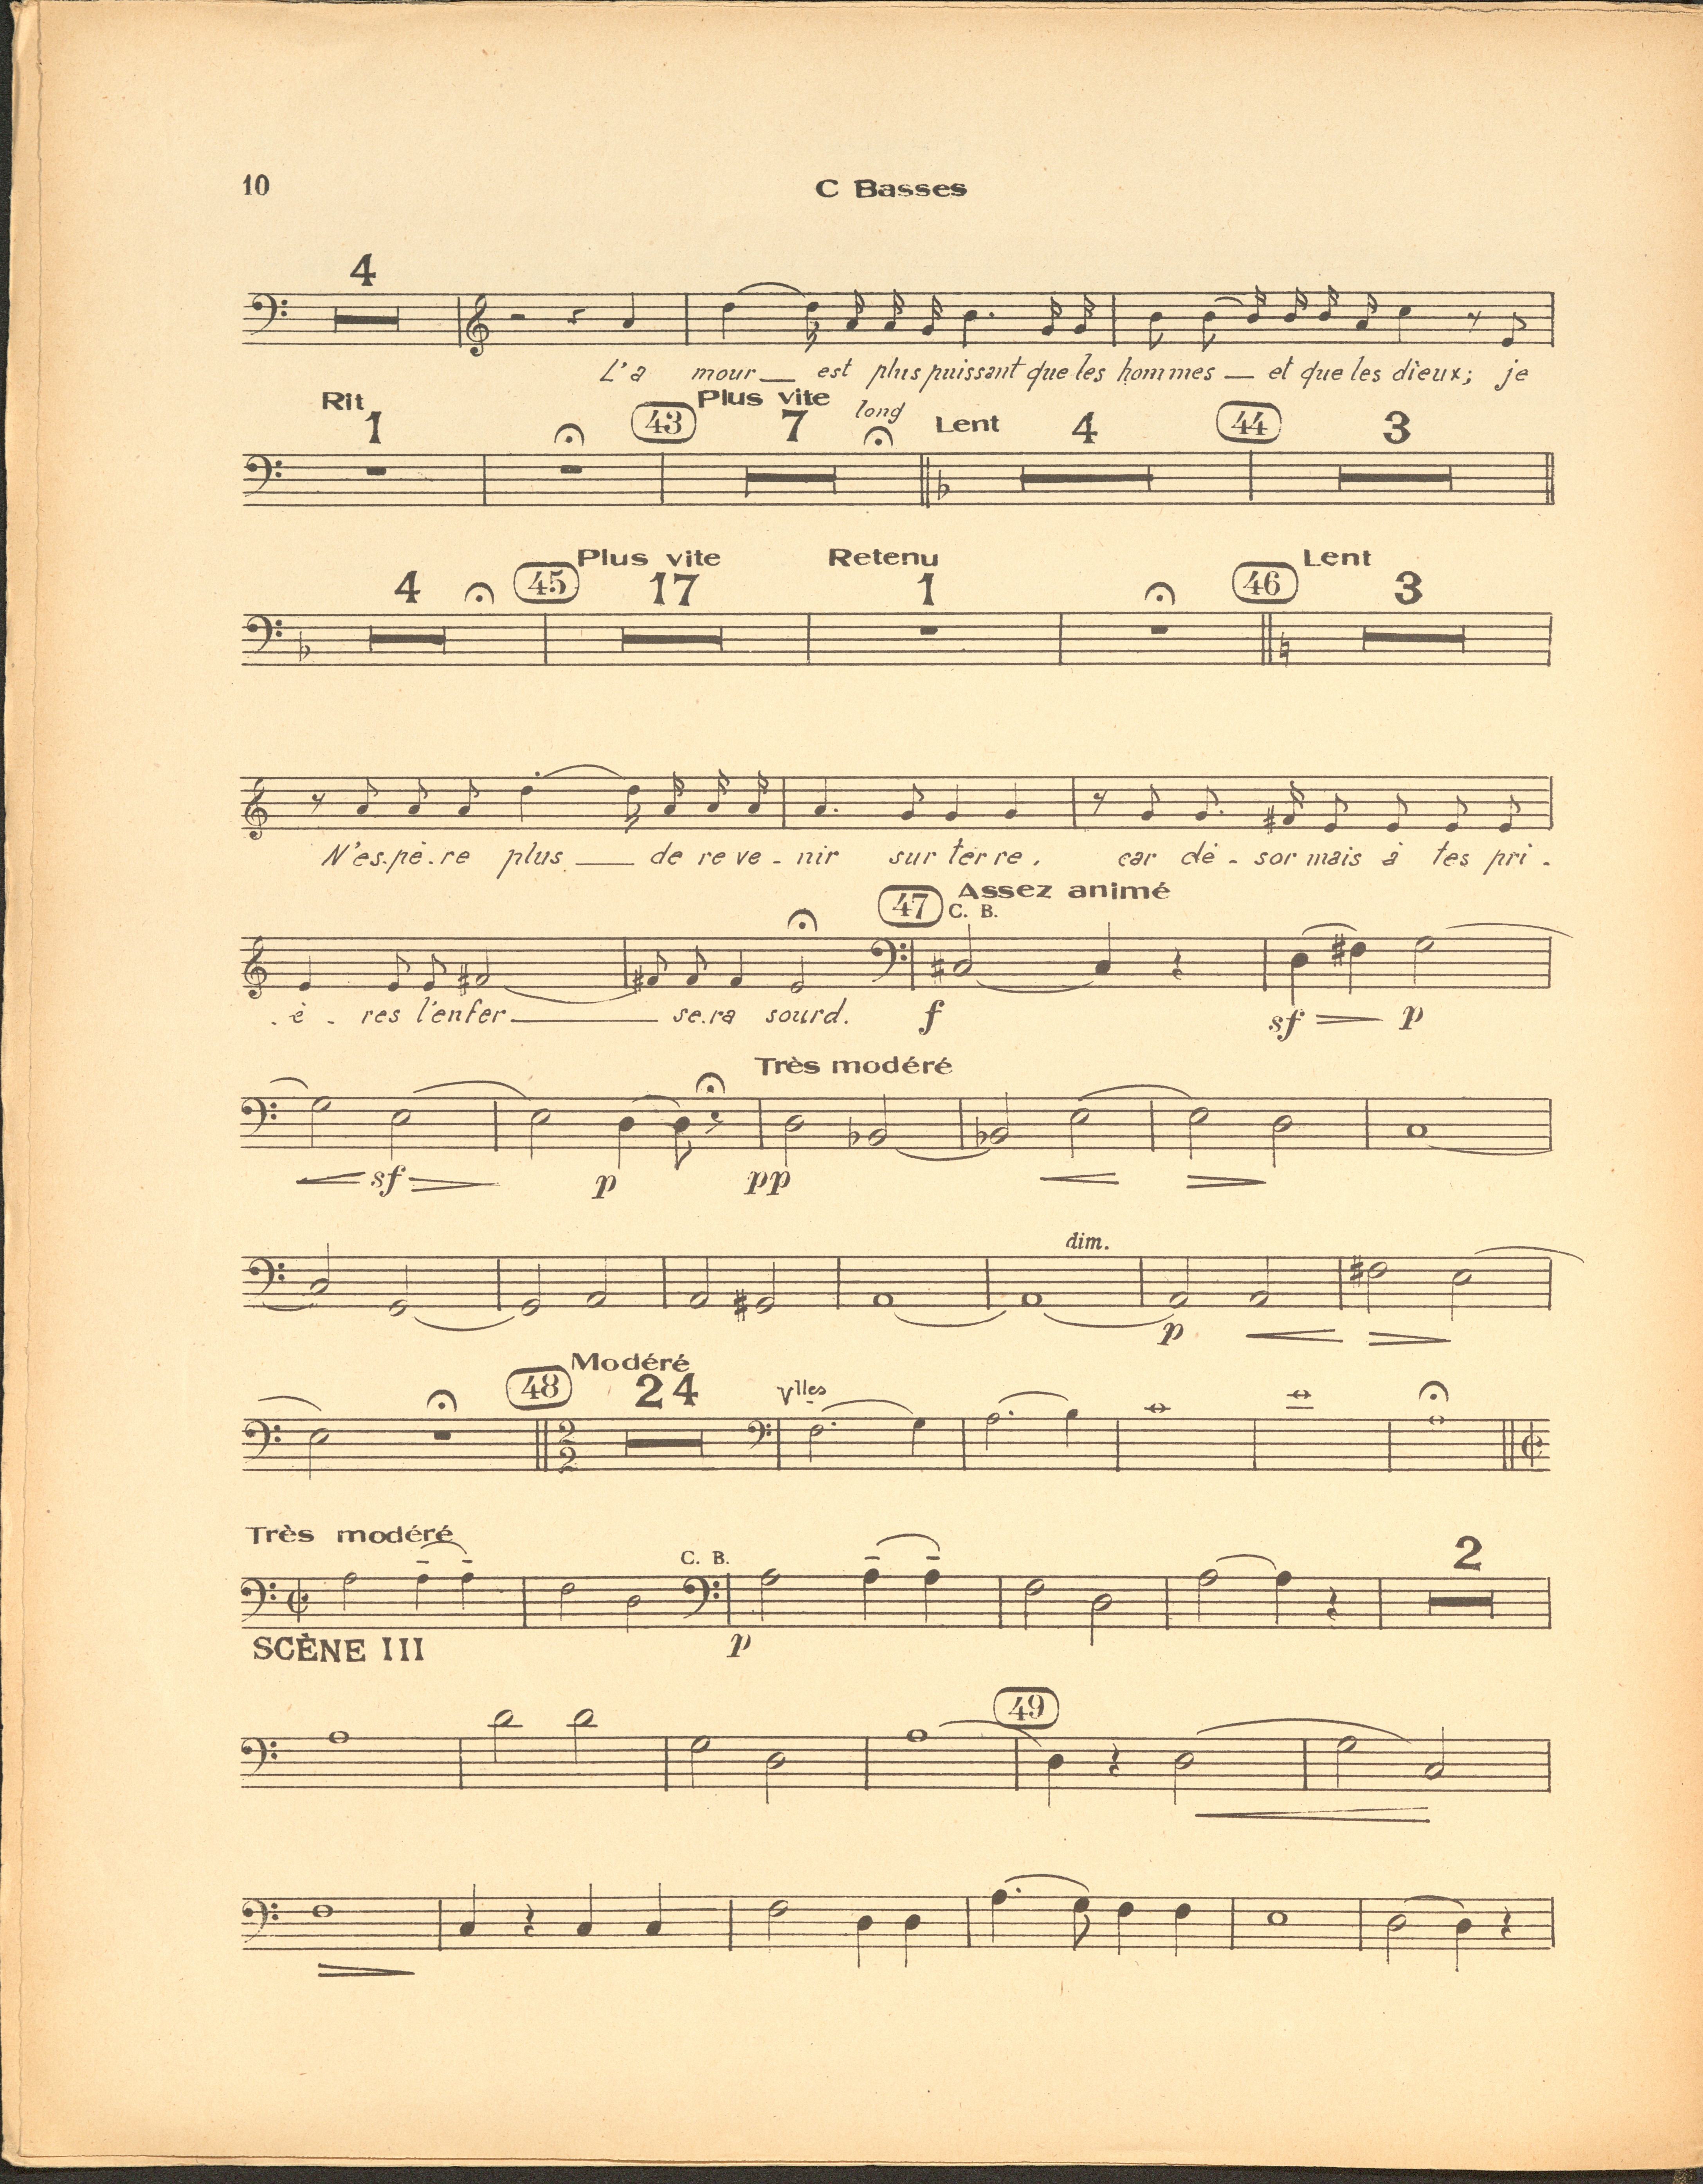 10 C Basses
4
L'a mour est plus puissant que les hommes et que les dieux; je
Rit 1 43 Plus vite 7 long Lent 4 44 3
4 45 Plus vite 17 Retenu 1 46 Lent 3
N'es-pè-re plus de re ve-nir sur ter re, car dé-sor mais à tes pri-
47 Assez animé
C. B.
-è-res l'enfer se-ra sourd. f sf p
Très modéré
sf p pp
dim.
p
48 Modéré 24 Vlles
2
2
Très modéré
C. B. 2
SCÈNE III p
49